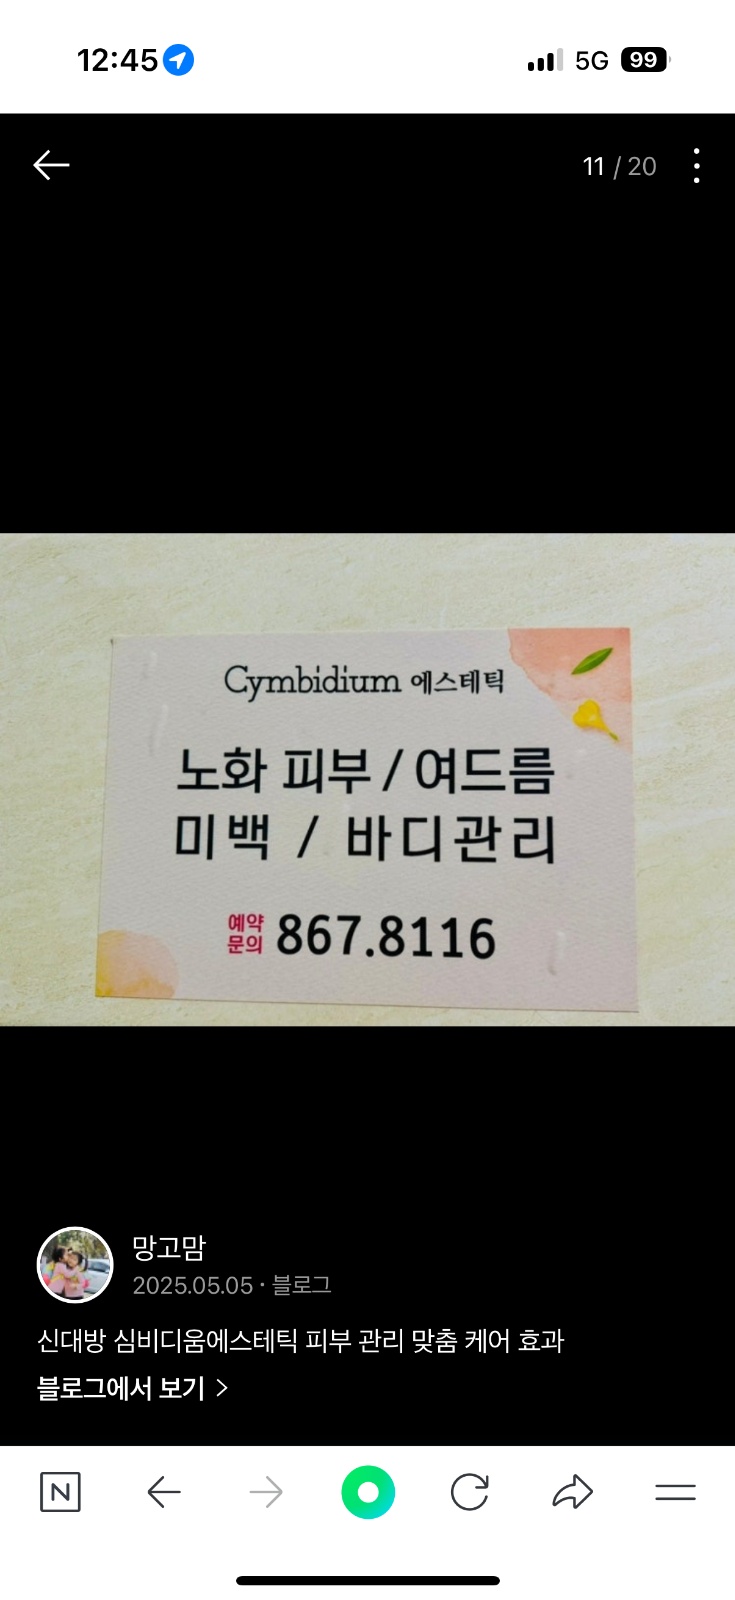 12:45
5G 99
11 / 20
Cymbidium 에스테틱
노화 피부 / 여드름
미백 / 바디관리
예약
문의 867.8116
망고맘
2025.05.05 · 블로그
신대방 심비디움에스테틱 피부 관리 맞춤 케어 효과
블로그에서 보기 >
N